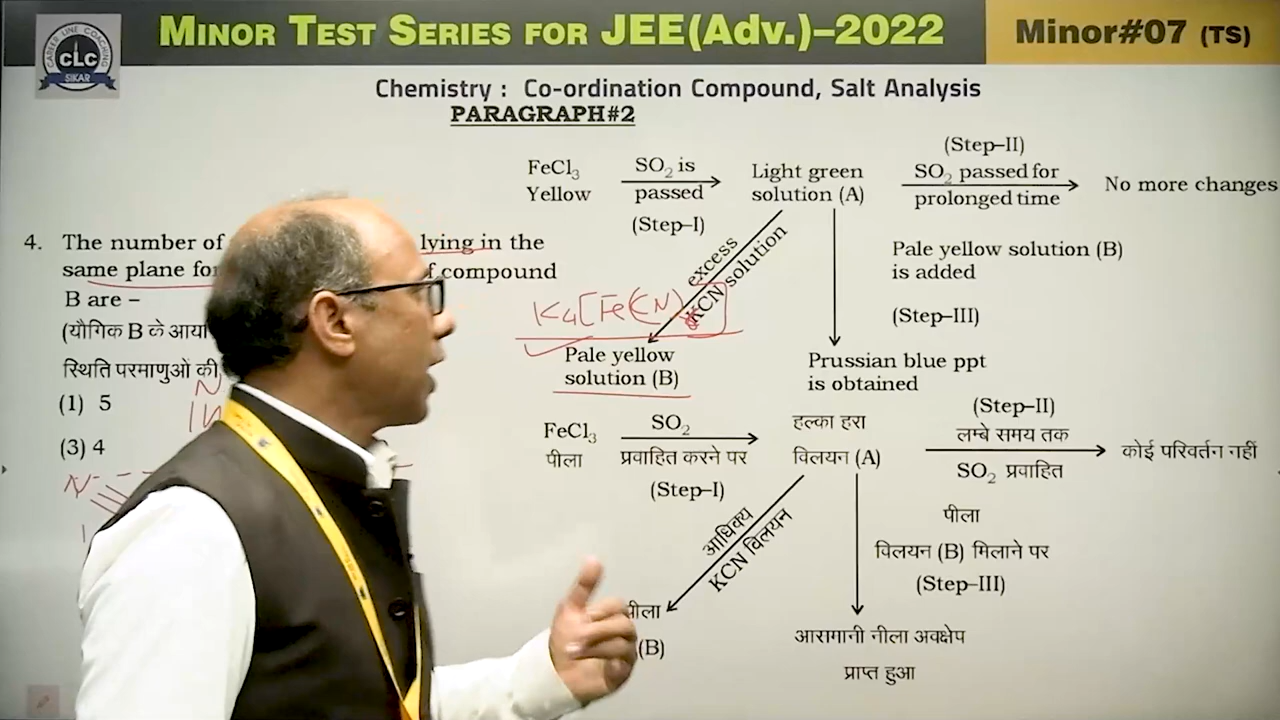 CAREER LINE COACHING
CLC
SIKAR
MINOR TEST SERIES FOR JEE(Adv.)–2022
Minor#07 (TS)
Chemistry : Co-ordination Compound, Salt Analysis
PARAGRAPH#2
FeCl3
Yellow
SO2 is
passed
(Step–I)
Light green
solution (A)
(Step–II)
SO2 passed for
prolonged time
No more changes
excess
KCN solution
Pale yellow solution (B)
is added
(Step–III)
K4[Fe(CN)6]
Pale yellow
solution (B)
Prussian blue ppt
is obtained
4. The number of lying in the
same plane for compound
B are –
(यौगिक B के
स्थिति परमाणुओं की
(1) 5
(3) 4
N
N
FeCl3
पीला
SO2
प्रवाहित करने पर
(Step–I)
हल्का हरा
विलयन (A)
(Step–II)
लम्बे समय तक
SO2 प्रवाहित
कोई परिवर्तन नहीं
आधिक्य
KCN विलयन
पीला
विलयन (B) मिलाने पर
(Step–III)
पीला
(B)
आरागानी नीला अवक्षेप
प्राप्त हुआ